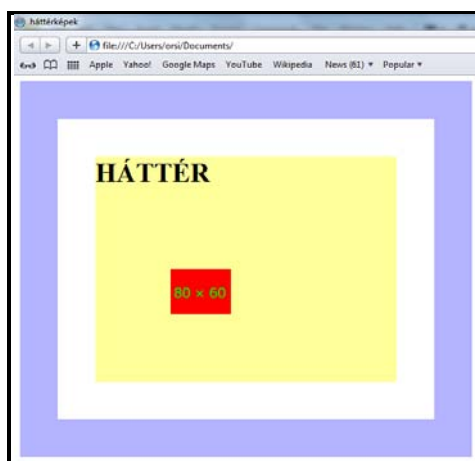 háttérképek
file:///C:/Users/orsi/Documents/
Apple Yahoo! Google Maps YouTube Wikipedia News (61) ▾ Popular ▾
HÁTTÉR
80 × 60